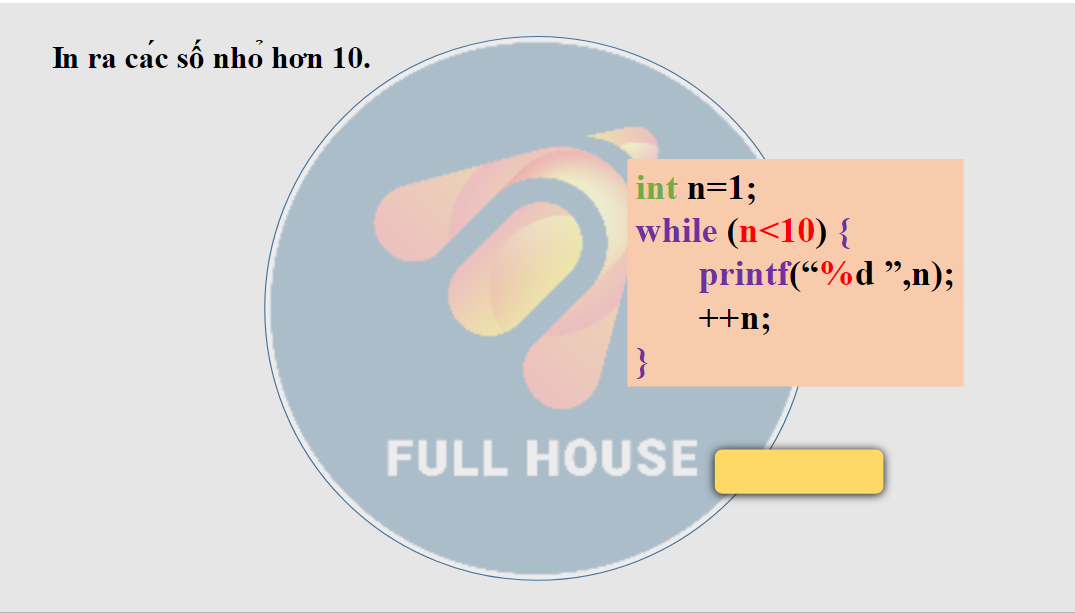 In ra các số nhỏ hơn 10.
int n=1;
while (n<10) {
printf(“%d ”,n);
++n;
}
FULL HOUSE